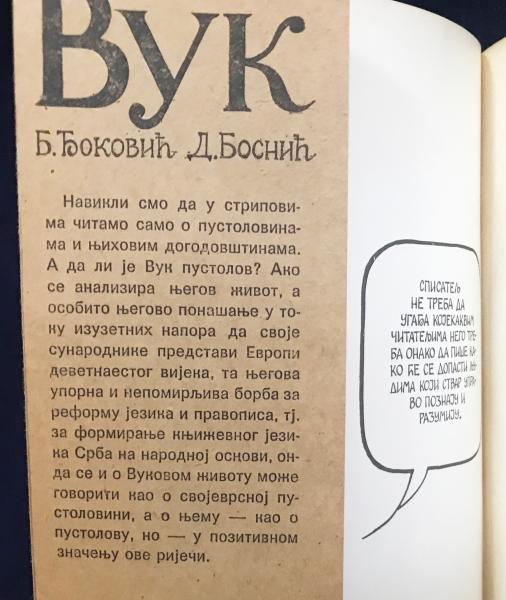 Вук
Б. Ђоковић Д. Боснић
Навикли смо да у стрипови-
ма читамо само о пустоловина-
ма и њиховим догодовштинама.
А да ли је Вук пустолов? Ако
се анализира његов живот, а
особито његово понашање у то-
ку изузетних напора да своје
сународнике представи Европи
деветнаестог вијека, та његова
упорна и непомирљива борба за
реформу језика и правописа, тј.
за формирање књижевног јези-
ка Срба на народној основи, он-
да се и о Вуковом животу може
говорити као о својеврсној пу-
столовини, а о њему — као о
пустолову, но — у позитивном
значењу ове ријечи.
СПИСАТЕЉ
НЕ ТРЕБА ДА
УГАЂА КОЈЕКАКВИМ
ЧИТАТЕЉИМА НЕГО ТРЕ-
БА ОНАКО ДА ПИШЕ КА-
КО ЋЕ СЕ ДОПАСТИ ЉУ-
ДИМА КОЈИ СТВАР УПРА-
ВО ПОЗНАЈУ И
РАЗУМИЈУ.